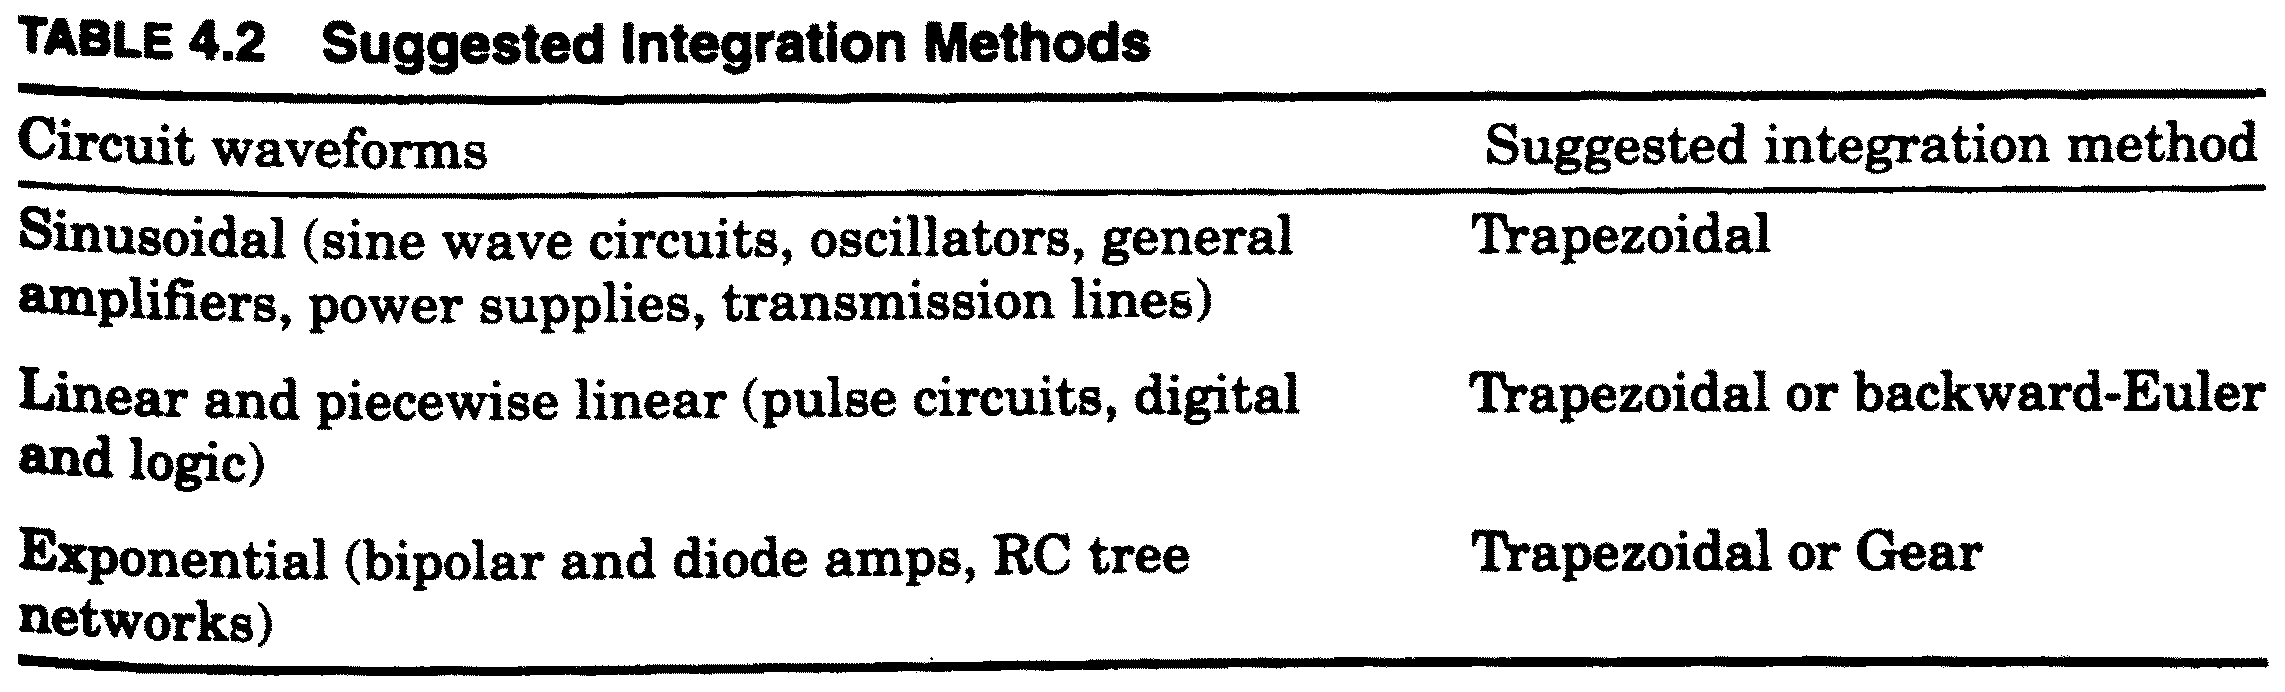 TABLE 4.2 Suggested Integration Methods
Circuit waveforms Suggested integration method
Sinusoidal (sine wave circuits, oscillators, general Trapezoidal
amplifiers, power supplies, transmission lines)
Linear and piecewise linear (pulse circuits, digital Trapezoidal or backward-Euler
and logic)
Exponential (bipolar and diode amps, RC tree Trapezoidal or Gear
networks)